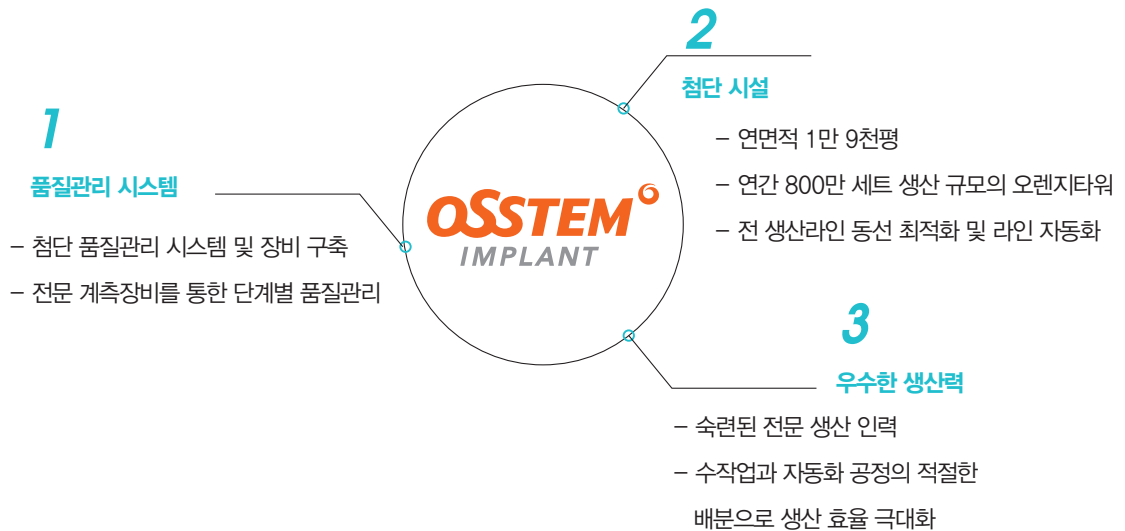 1
품질관리 시스템
– 첨단 품질관리 시스템 및 장비 구축
– 전문 계측장비를 통한 단계별 품질관리
OSSTEM
IMPLANT
2
첨단 시설
– 연면적 1만 9천평
– 연간 800만 세트 생산 규모의 오렌지타워
– 전 생산라인 동선 최적화 및 라인 자동화
3
우수한 생산력
– 숙련된 전문 생산 인력
– 수작업과 자동화 공정의 적절한
배분으로 생산 효율 극대화